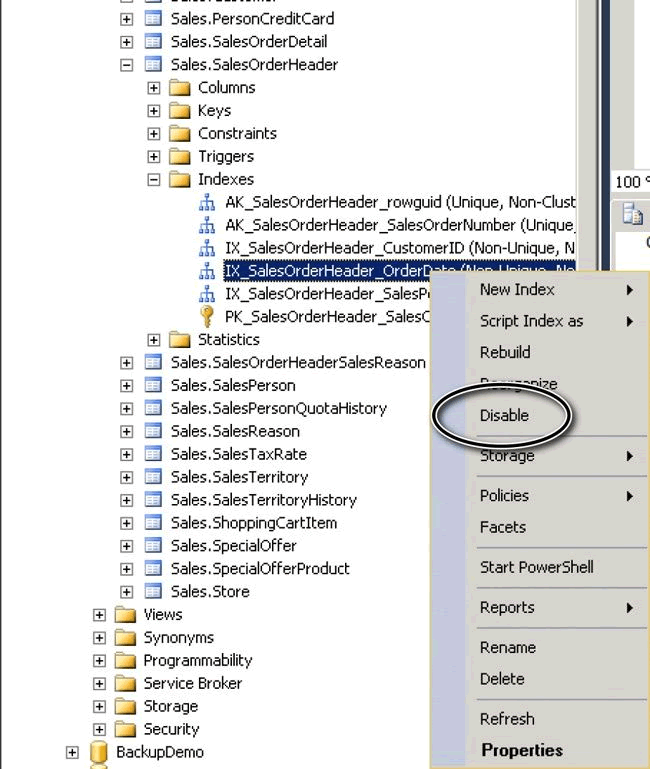 Sales.PersonCreditCard
Sales.SalesOrderDetail
Sales.SalesOrderHeader
Columns
Keys
Constraints
Triggers
Indexes
AK_SalesOrderHeader_rowguid (Unique, Non-Clust
AK_SalesOrderHeader_SalesOrderNumber (Unique,
IX_SalesOrderHeader_CustomerID (Non-Unique, N
IX_SalesOrderHeader_OrderDate (Non-Unique, No
IX_SalesOrderHeader_SalesP
PK_SalesOrderHeader_SalesO
Statistics
Sales.SalesOrderHeaderSalesReason
Sales.SalesPerson
Sales.SalesPersonQuotaHistory
Sales.SalesReason
Sales.SalesTaxRate
Sales.SalesTerritory
Sales.SalesTerritoryHistory
Sales.ShoppingCartItem
Sales.SpecialOffer
Sales.SpecialOfferProduct
Sales.Store
Views
Synonyms
Programmability
Service Broker
Storage
Security
BackupDemo
100 %
New Index
Script Index as
Rebuild
Reorganize
Disable
Storage
Policies
Facets
Start PowerShell
Reports
Rename
Delete
Refresh
Properties